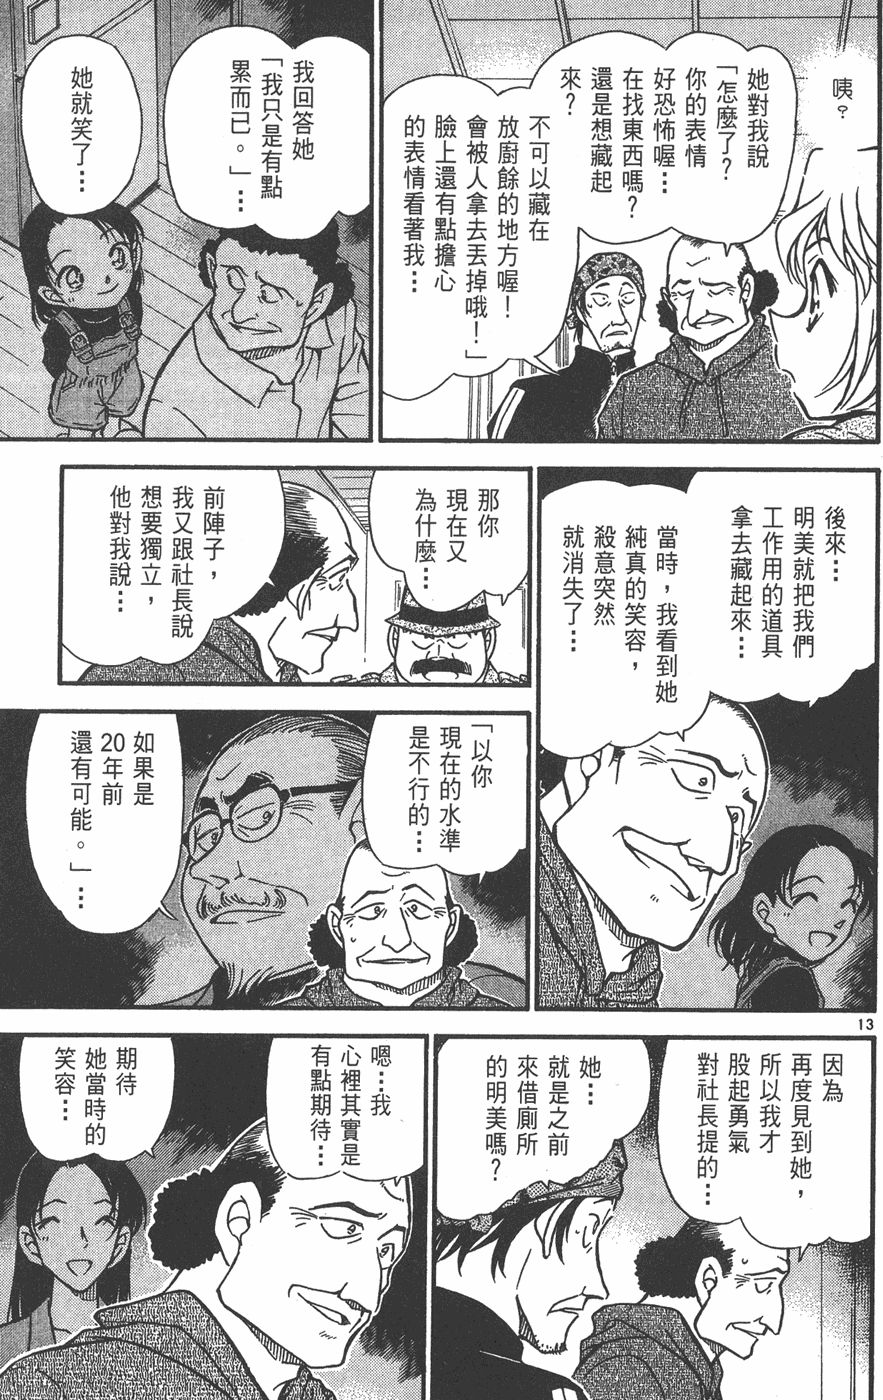 咦？
她對我說
「怎麼了？
你的表情
好恐怖喔…
在找東西嗎？
還是想藏起
來？
不可以藏在
放廚餘的地方喔！
會被人拿去丟掉哦！」
臉上還有點擔心
的表情看著我…
我回答她
「我只是有點
累而已。」…
她就笑了…
後來…
明美就把我們
工作用的道具
拿去藏起來…
當時，我看到她
純真的笑容，
殺意突然
就消失了…
那你
現在又
為什麼…
前陣子，
我又跟社長說
想要獨立，
他對我說…
「以你
現在的水準
是不行的…
如果是
20年前
還有可能。」…
13
因為
再度見到她，
所以我才
股起勇氣
對社長提的…
她…
就是之前
來借廁所
的明美嗎？
嗯…我
心裡其實是
有點期待…
期待
她當時的
笑容…